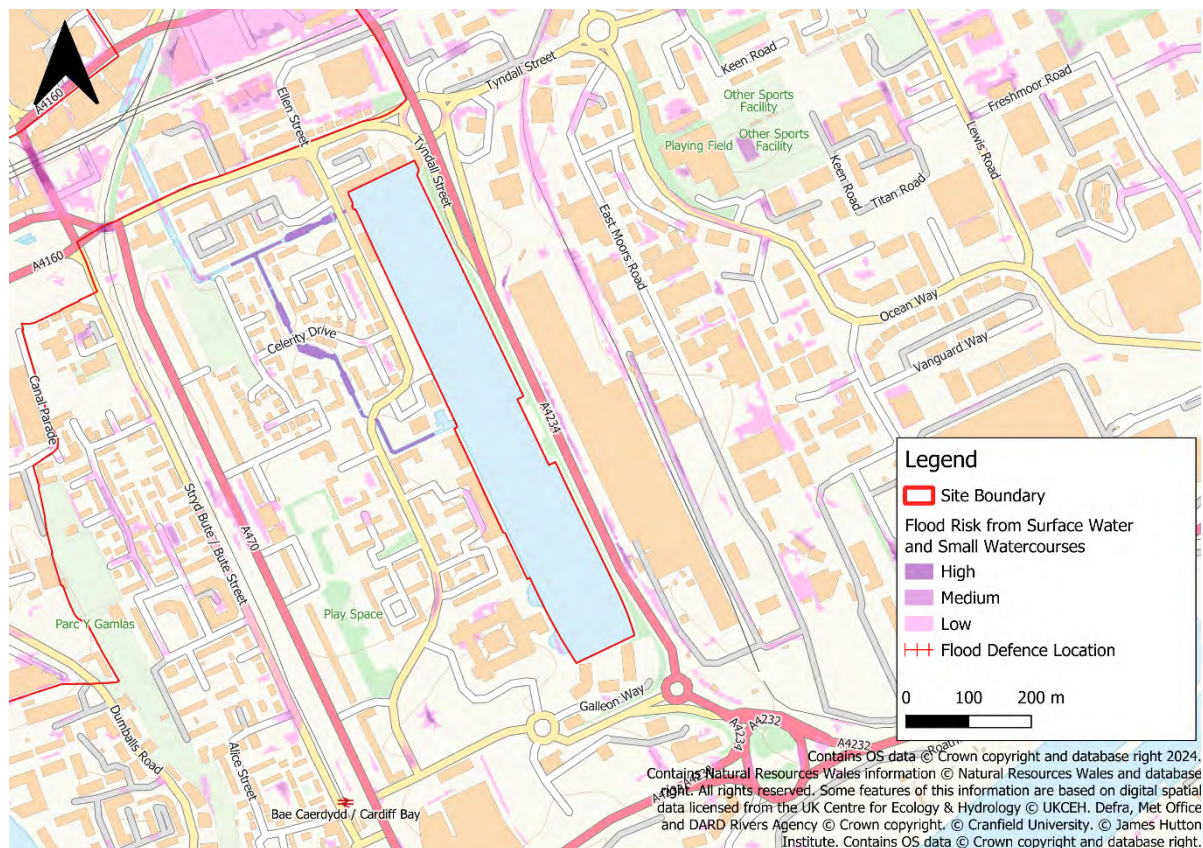 A4160
Ellen Street
Tyndall Street
Keen Road
Freshmoor Road
Other Sports
Facility
Other Sports
Facility
Playing Field
Lewis Road
Tyndall Street
Keen Road
Titan Road
East Moors Road
A4160
Ocean Way
Vanguard Way
Celerity Drive
Canal Parade
A4234
Stryd Bute / Bute Street
A470
Play Space
Parc Y Gamlas
Dumballs Road
Alice Street
Galleon Way
A4234
A4232
A4232
Bae Caerdydd / Cardiff Bay
Legend
Site Boundary
Flood Risk from Surface Water
and Small Watercourses
High
Medium
Low
Flood Defence Location
0 100 200 m
Contains OS data © Crown copyright and database right 2024.
Contains Natural Resources Wales information © Natural Resources Wales and database
right. All rights reserved. Some features of this information are based on digital spatial
data licensed from the UK Centre for Ecology & Hydrology © UKCEH. Defra, Met Office
and DARD Rivers Agency © Crown copyright. © Cranfield University. © James Hutton
Institute. Contains OS data © Crown copyright and database right